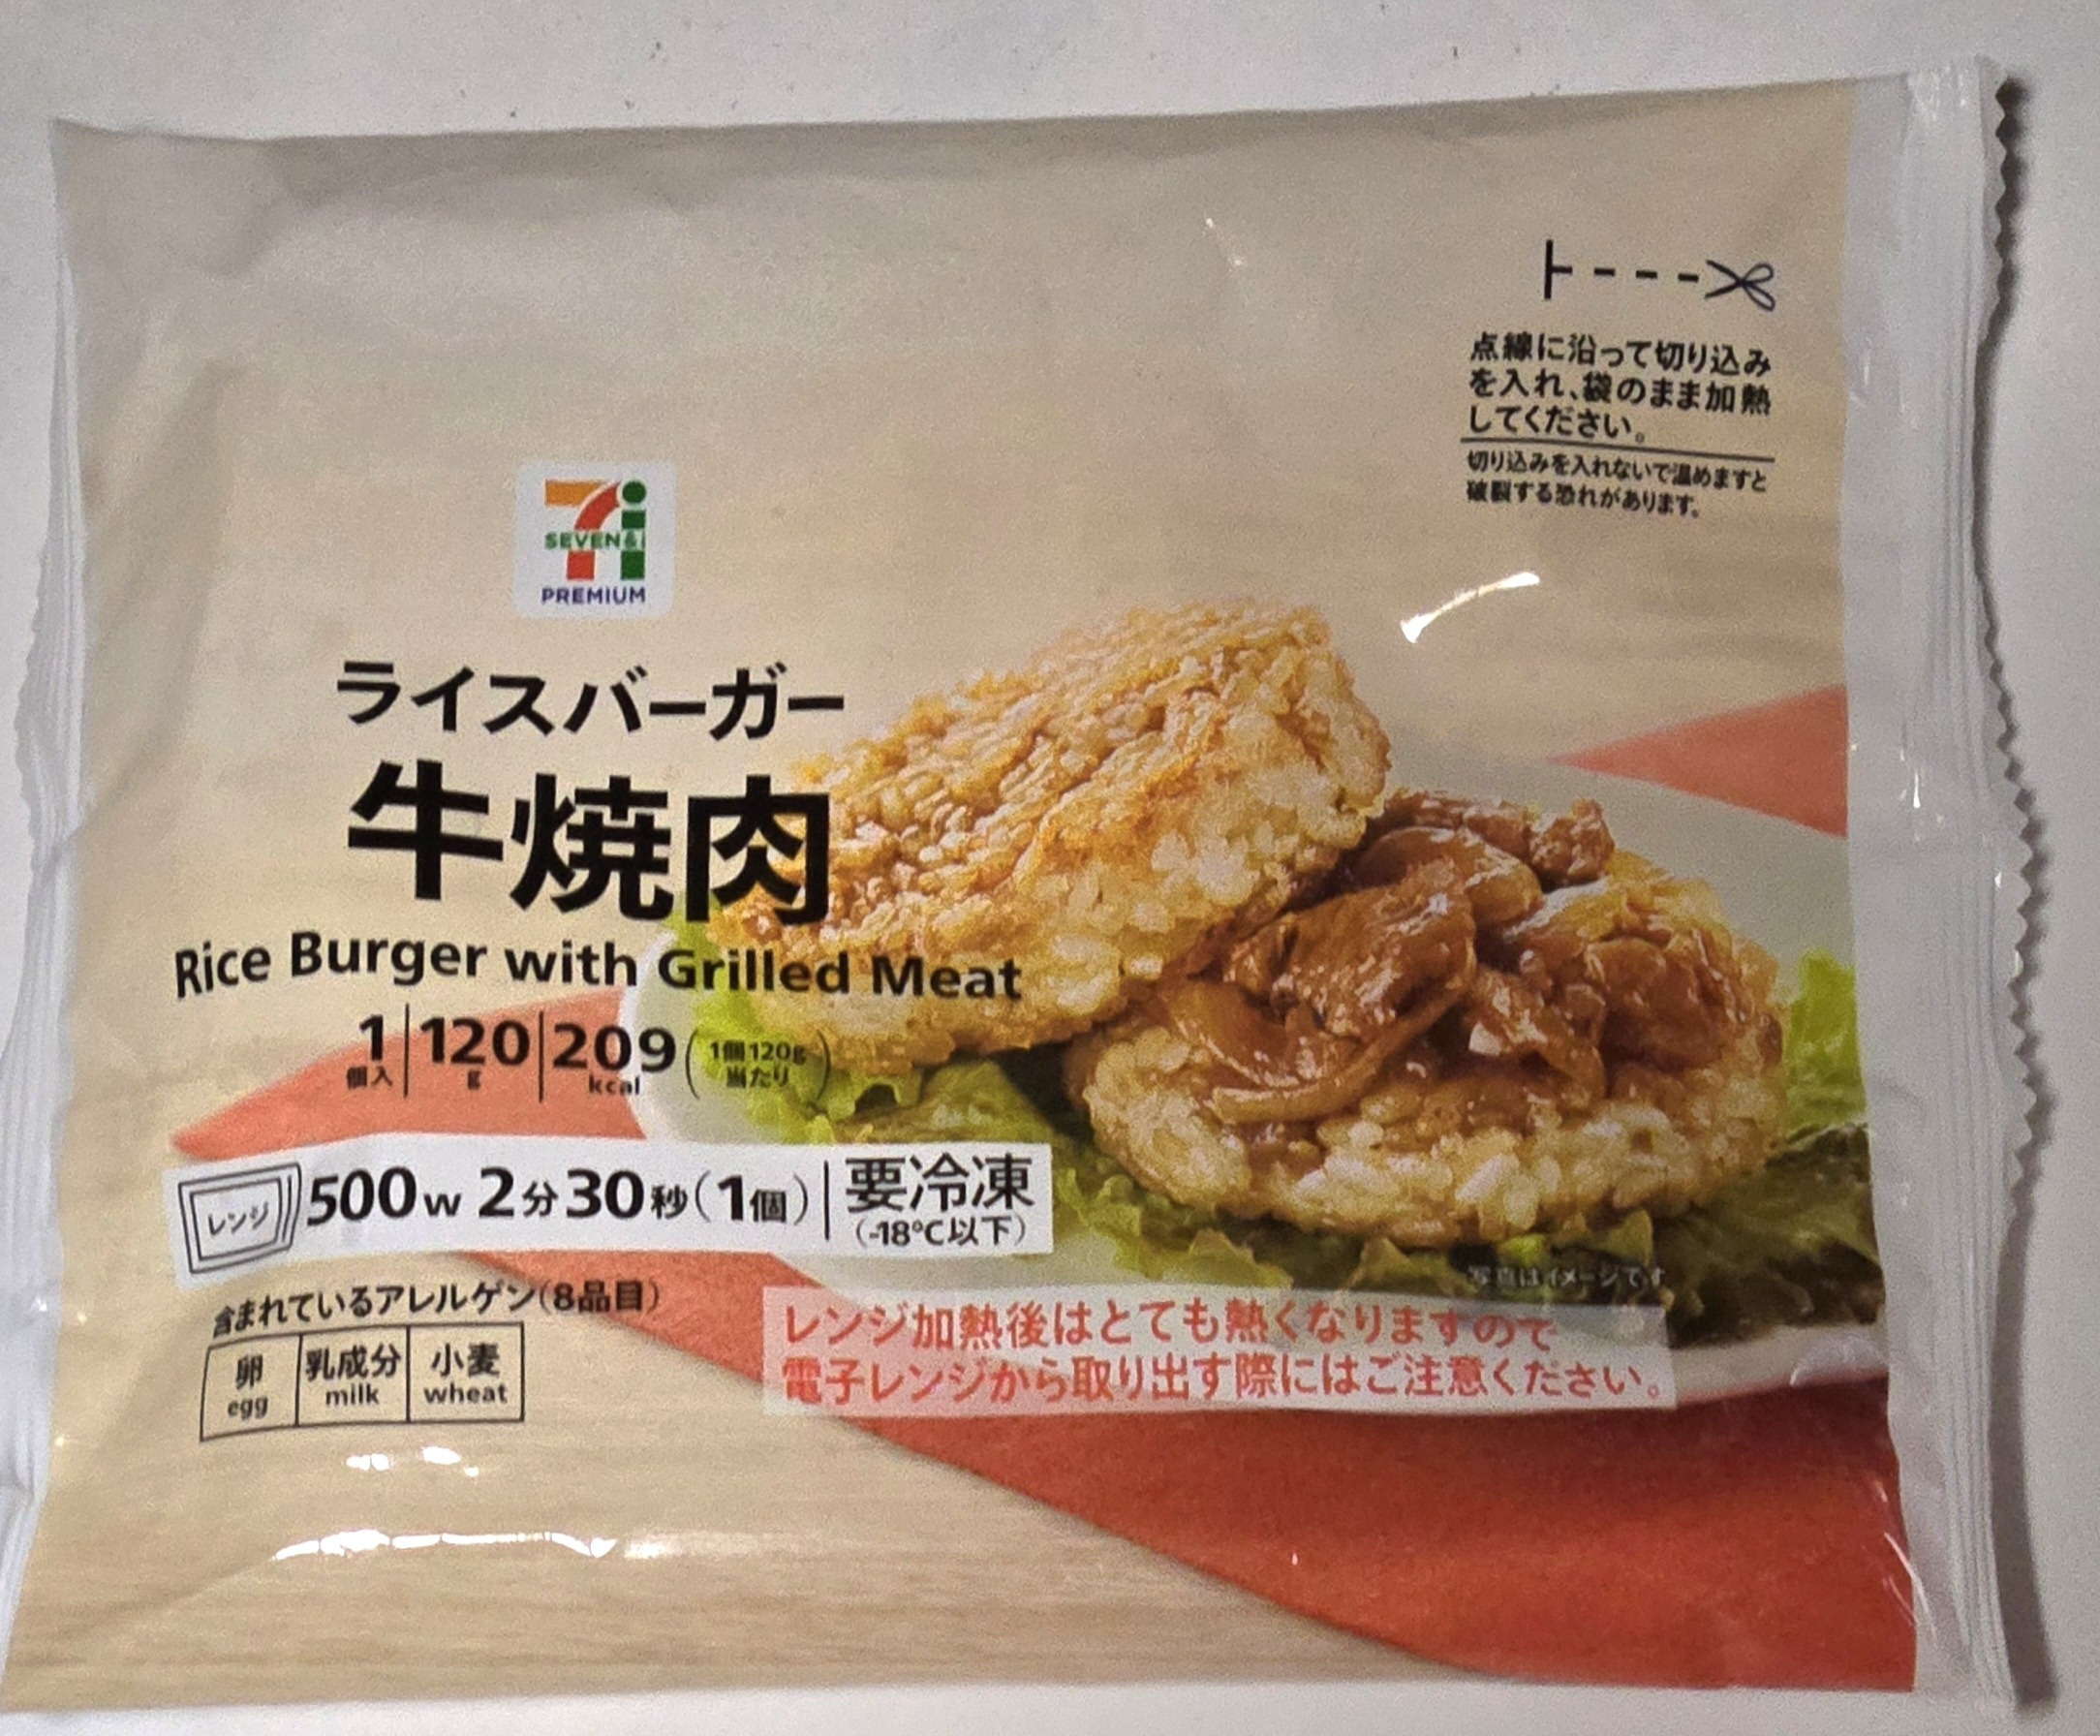 点線に沿って切り込み
を入れ、袋のまま加熱
してください。
切り込みを入れないで温めますと
破裂する恐れがあります。
7i
SEVEN&i
PREMIUM
ライスバーガー
牛焼肉
Rice Burger with Grilled Meat
1個入 120g 209kcal (1個120g当たり)
レンジ 500w 2分30秒(1個) 要冷凍
(-18℃以下)
含まれているアレルゲン(8品目)
卵 乳成分 小麦
egg milk wheat
写真はイメージです
レンジ加熱後はとても熱くなりますので
電子レンジから取り出す際にはご注意ください。